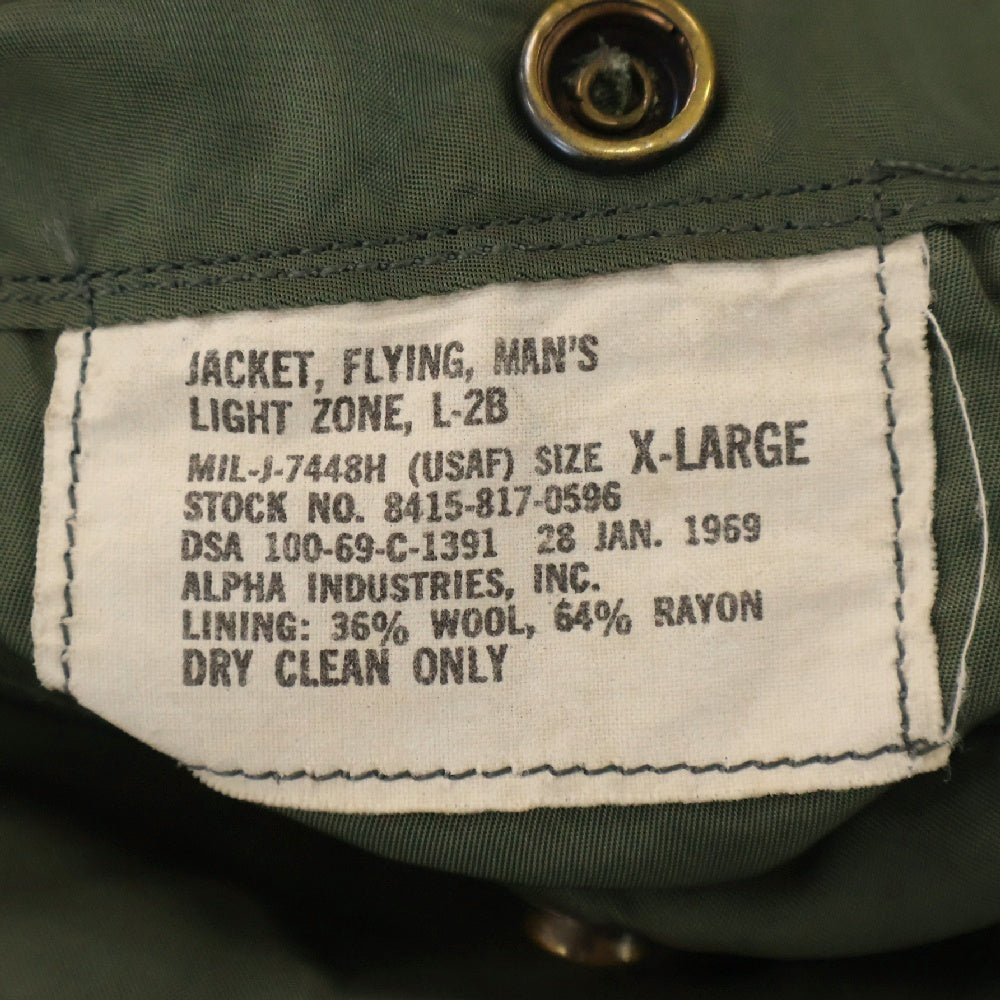 JACKET, FLYING, MAN'S
LIGHT ZONE, L-2B
MIL-J-7448H (USAF) SIZE X-LARGE
STOCK NO. 8415-817-0596
DSA 100-69-C-1391 28 JAN. 1969
ALPHA INDUSTRIES, INC.
LINING: 36% WOOL, 64% RAYON
DRY CLEAN ONLY